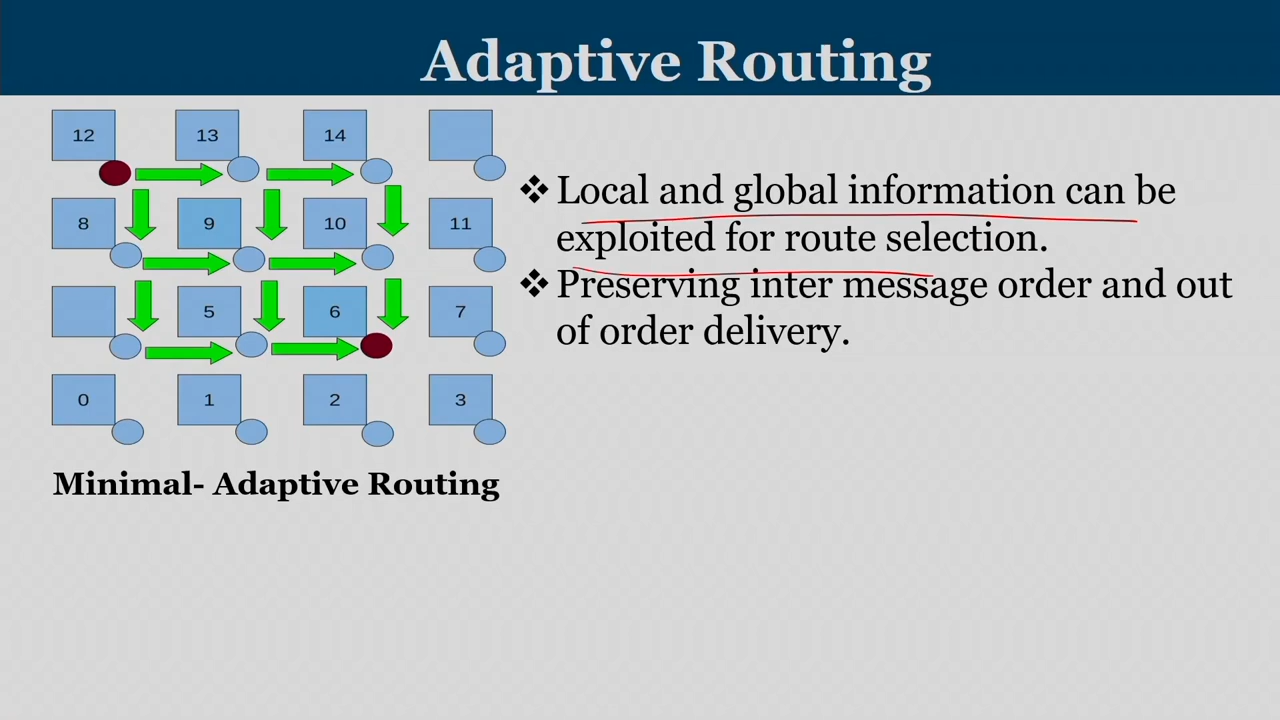 Adaptive Routing
12 13 14
8 9 10 11
5 6 7
0 1 2 3
Minimal- Adaptive Routing
Local and global information can be
exploited for route selection.
Preserving inter message order and out
of order delivery.